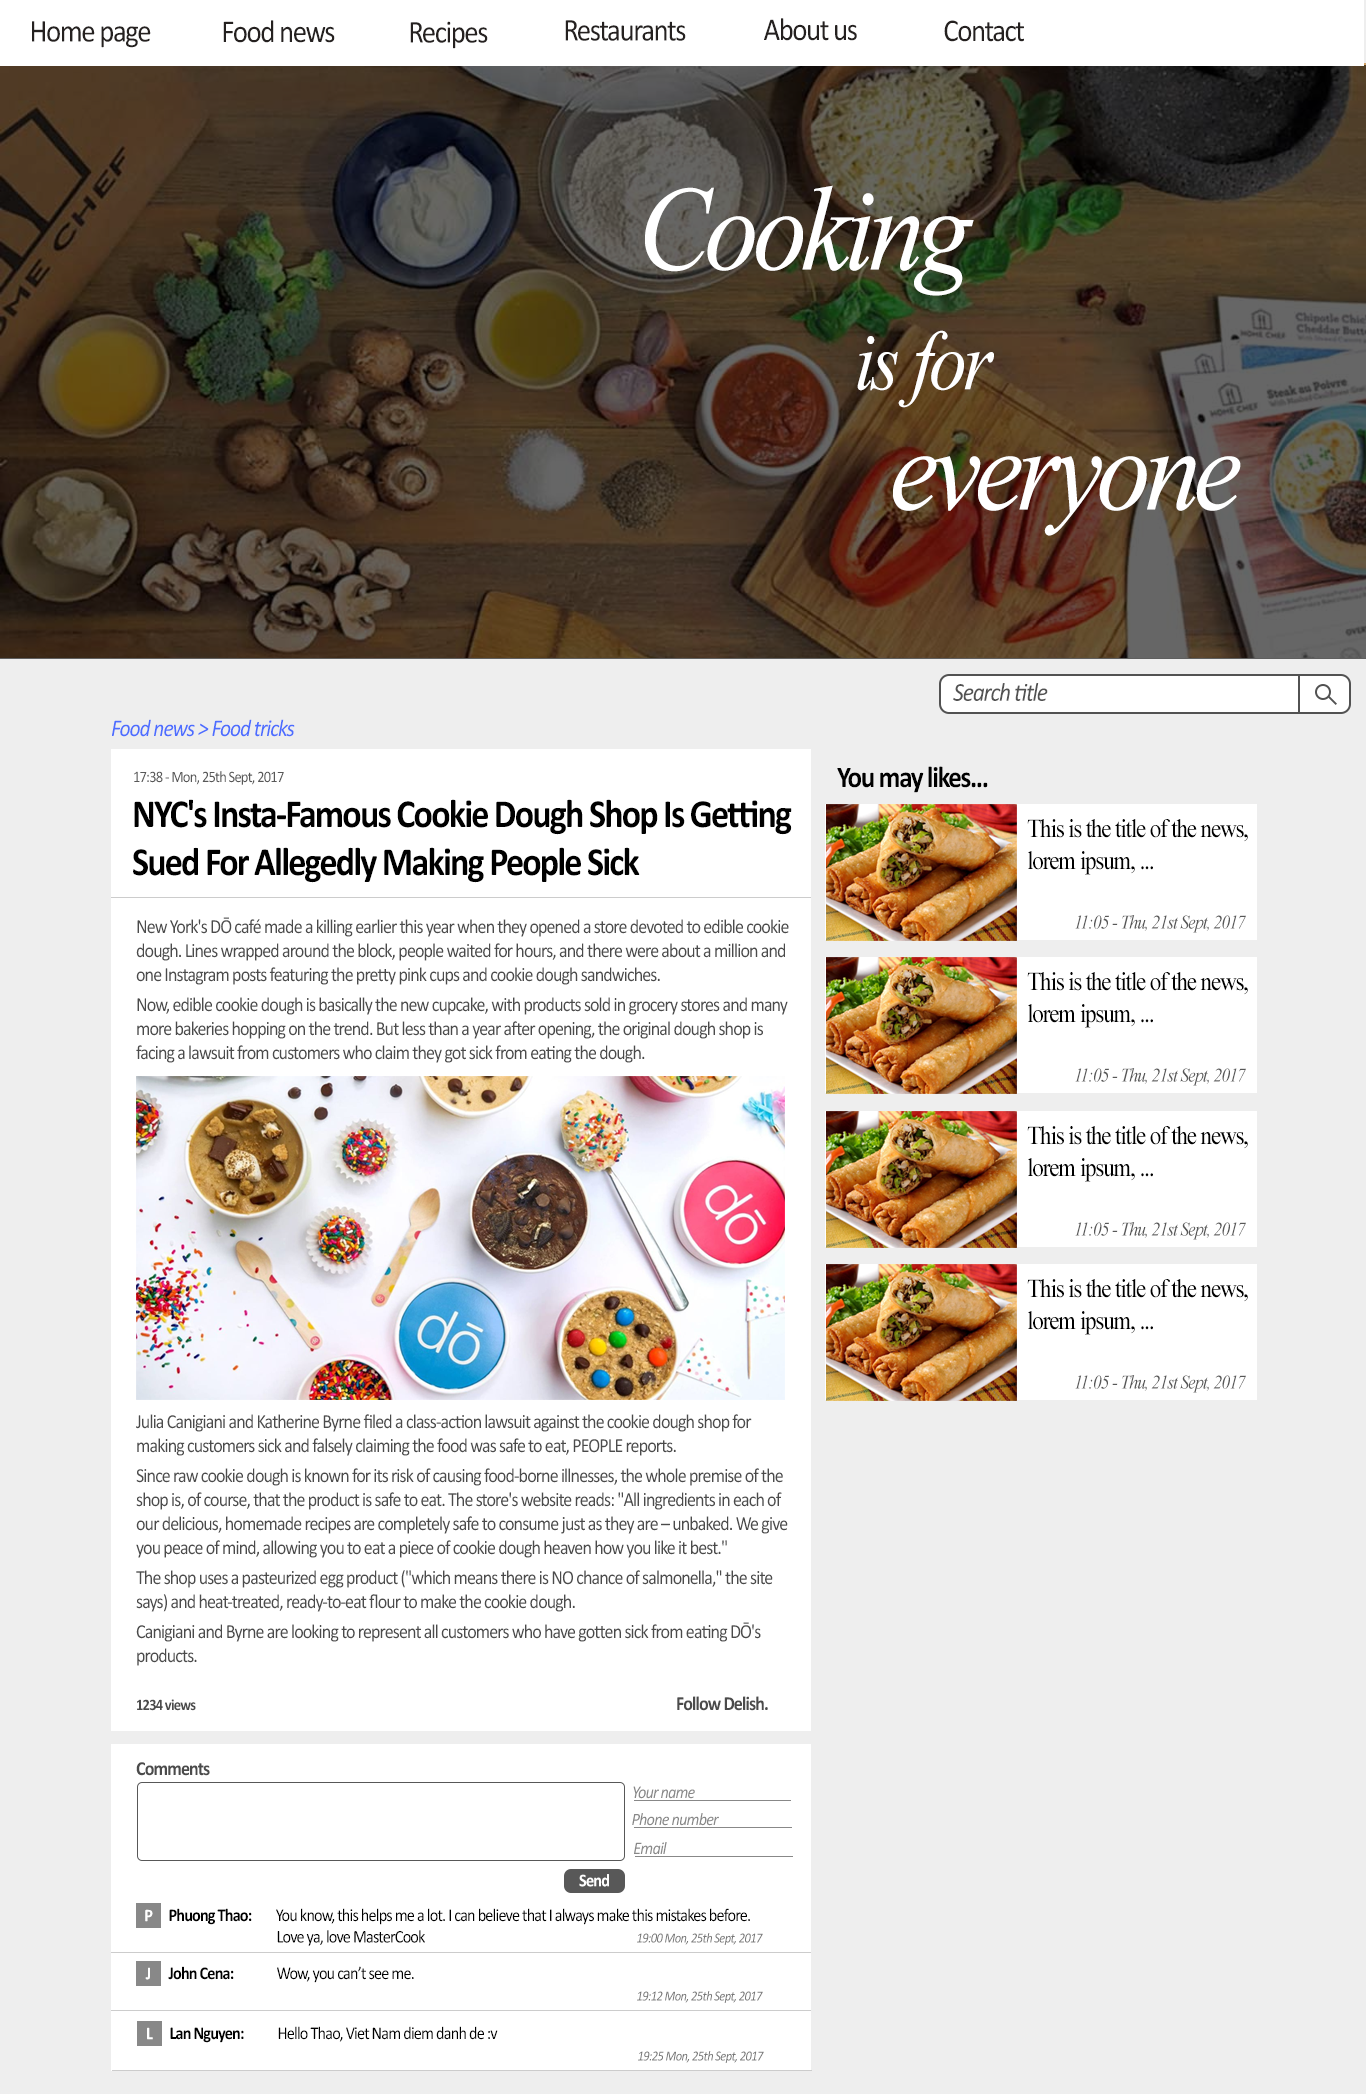 Home page
Food news
Recipes
Restaurants
About us
Contact
OME CHEF
Cooking
is for
everyone
HOME CHEF
Chipotle Chic
Cheddar Butt
HOME CHEF
Steak au Poivre
OVER
Search title
Food news > Food tricks
17:38 - Mon, 25th Sept, 2017
NYC's Insta-Famous Cookie Dough Shop Is Getting
Sued For Allegedly Making People Sick
New York's DŌ café made a killing earlier this year when they opened a store devoted to edible cookie
dough. Lines wrapped around the block, people waited for hours, and there were about a million and
one Instagram posts featuring the pretty pink cups and cookie dough sandwiches.
Now, edible cookie dough is basically the new cupcake, with products sold in grocery stores and many
more bakeries hopping on the trend. But less than a year after opening, the original dough shop is
facing a lawsuit from customers who claim they got sick from eating the dough.
dō
dō
Julia Canigiani and Katherine Byrne filed a class-action lawsuit against the cookie dough shop for
making customers sick and falsely claiming the food was safe to eat, PEOPLE reports.
Since raw cookie dough is known for its risk of causing food-borne illnesses, the whole premise of the
shop is, of course, that the product is safe to eat. The store's website reads: "All ingredients in each of
our delicious, homemade recipes are completely safe to consume just as they are – unbaked. We give
you peace of mind, allowing you to eat a piece of cookie dough heaven how you like it best."
The shop uses a pasteurized egg product ("which means there is NO chance of salmonella," the site
says) and heat-treated, ready-to-eat flour to make the cookie dough.
Canigiani and Byrne are looking to represent all customers who have gotten sick from eating DŌ's
products.
1234 views
Follow Delish.
You may likes...
This is the title of the news,
lorem ipsum, ...
11:05 - Thu, 21st Sept, 2017
This is the title of the news,
lorem ipsum, ...
11:05 - Thu, 21st Sept, 2017
This is the title of the news,
lorem ipsum, ...
11:05 - Thu, 21st Sept, 2017
This is the title of the news,
lorem ipsum, ...
11:05 - Thu, 21st Sept, 2017
Comments
Your name
Phone number
Email
Send
P Phuong Thao: You know, this helps me a lot. I can believe that I always make this mistakes before.
Love ya, love MasterCook
19:00 Mon, 25th Sept, 2017
J John Cena: Wow, you can't see me.
19:12 Mon, 25th Sept, 2017
L Lan Nguyen: Hello Thao, Viet Nam diem danh de :v
19:25 Mon, 25th Sept, 2017